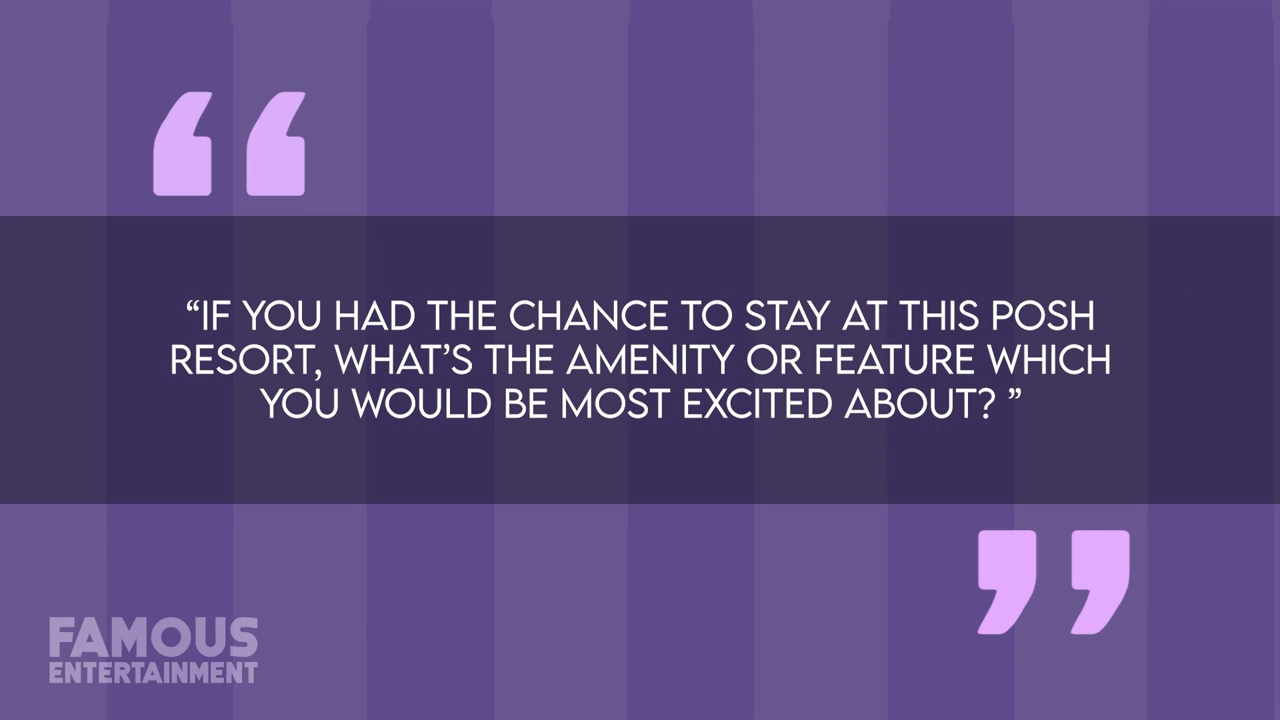 “IF YOU HAD THE CHANCE TO STAY AT THIS POSH
RESORT, WHAT’S THE AMENITY OR FEATURE WHICH
YOU WOULD BE MOST EXCITED ABOUT? ”
FAMOUS
ENTERTAINMENT